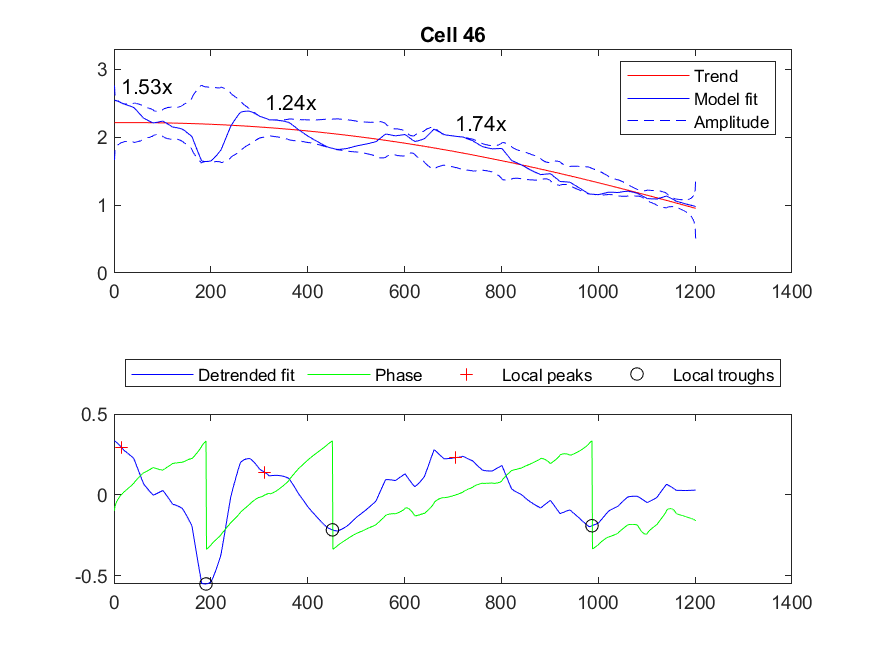 Cell 46
3
2
1
0
1.53x
1.24x
1.74x
Trend
Model fit
Amplitude
0 200 400 600 800 1000 1200 1400
Detrended fit Phase Local peaks Local troughs
0.5
0
-0.5
0 200 400 600 800 1000 1200 1400